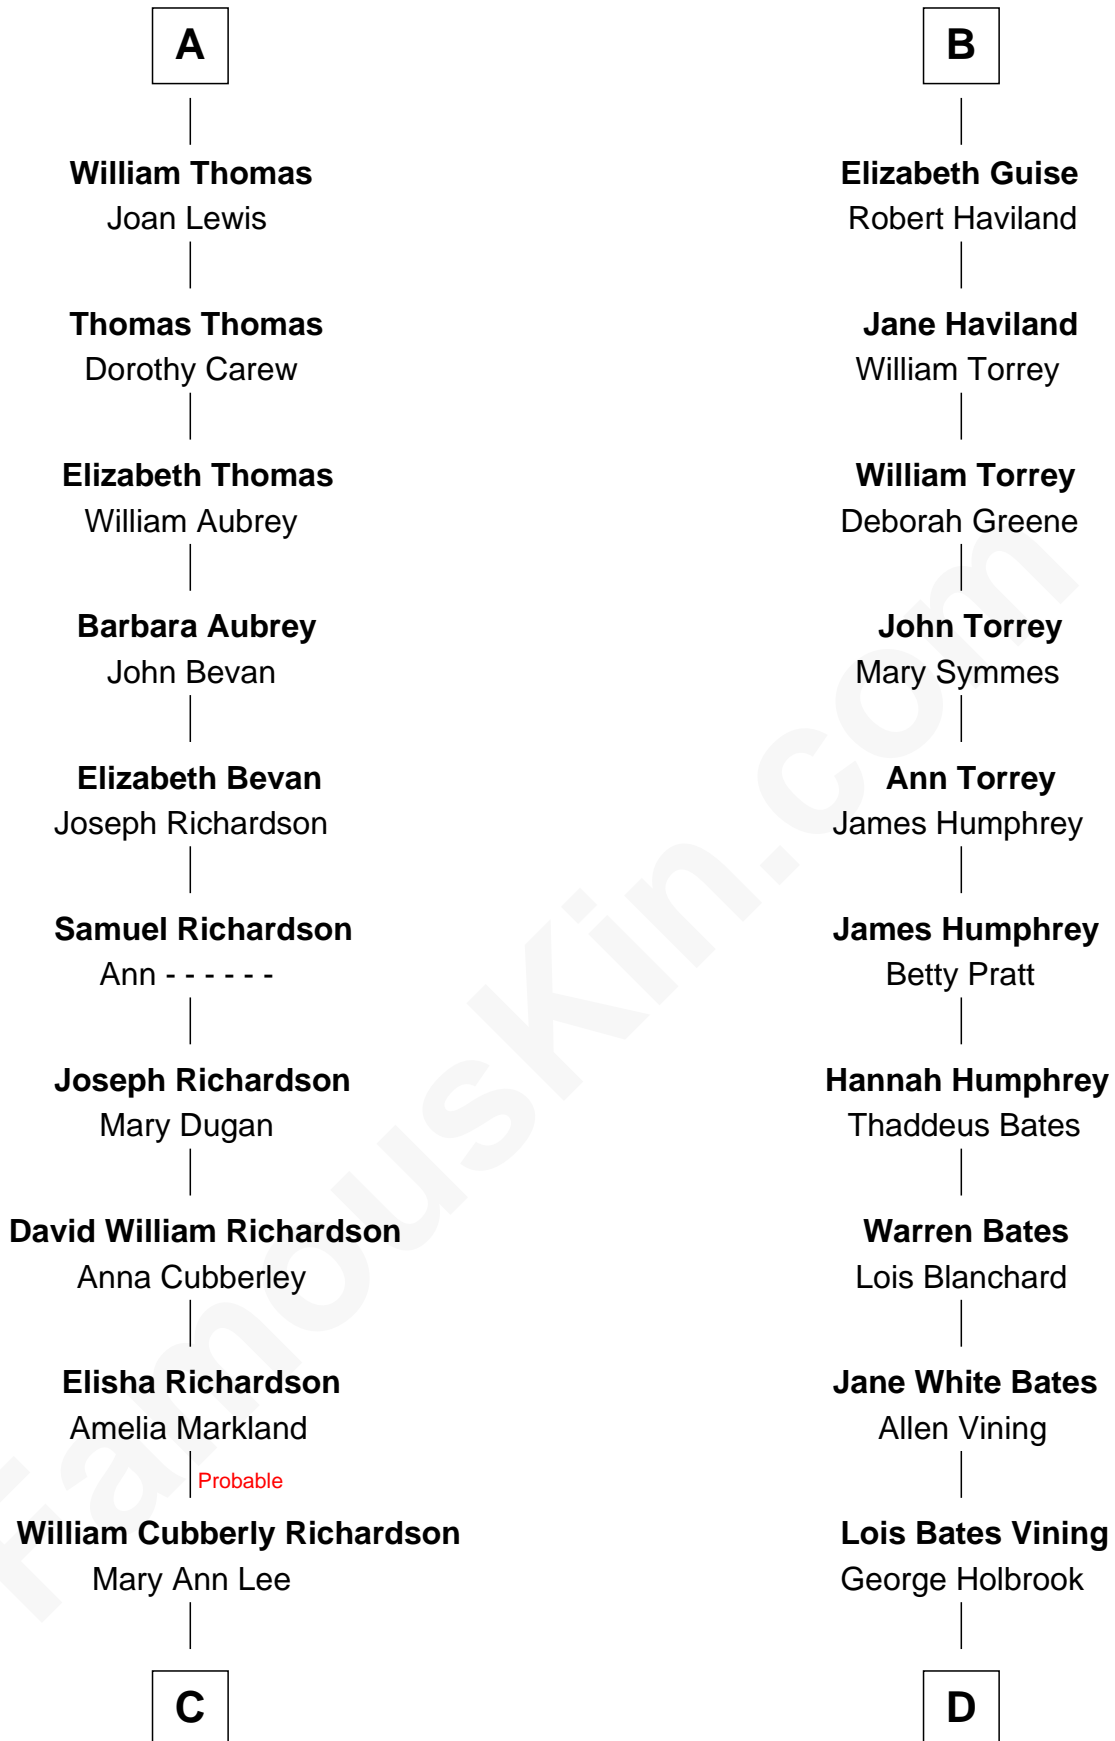 A
William Thomas
Joan Lewis
Thomas Thomas
Dorothy Carew
Elizabeth Thomas
William Aubrey
Barbara Aubrey
John Bevan
Elizabeth Bevan
Joseph Richardson
Samuel Richardson
Ann - - - - - -
Joseph Richardson
Mary Dugan
David William Richardson
Anna Cubberley
Elisha Richardson
Amelia Markland
Probable
William Cubberly Richardson
Mary Ann Lee
C
B
Elizabeth Guise
Robert Haviland
Jane Haviland
William Torrey
William Torrey
Deborah Greene
John Torrey
Mary Symmes
Ann Torrey
James Humphrey
James Humphrey
Betty Pratt
Hannah Humphrey
Thaddeus Bates
Warren Bates
Lois Blanchard
Jane White Bates
Allen Vining
Lois Bates Vining
George Holbrook
D
FamousKin.com